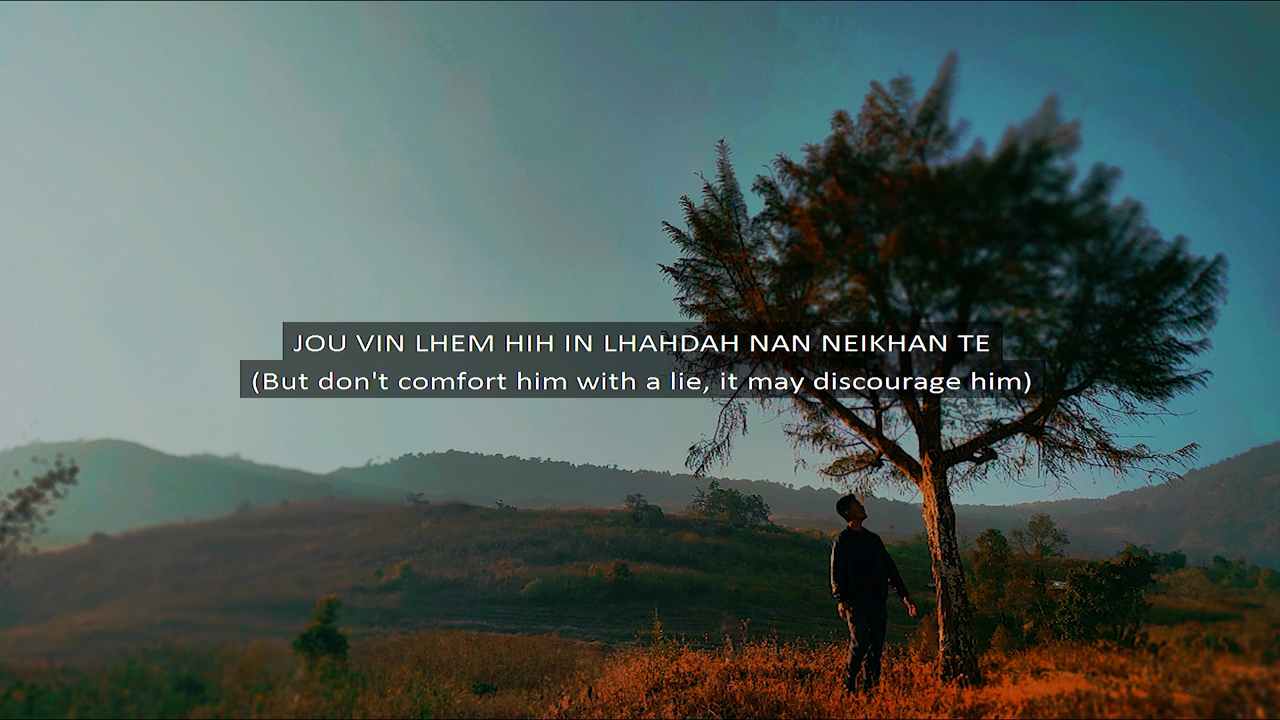 JOU VIN LHEM HIH IN LHAHDAH NAN NEIKHAN TE
(But don't comfort him with a lie, it may discourage him)